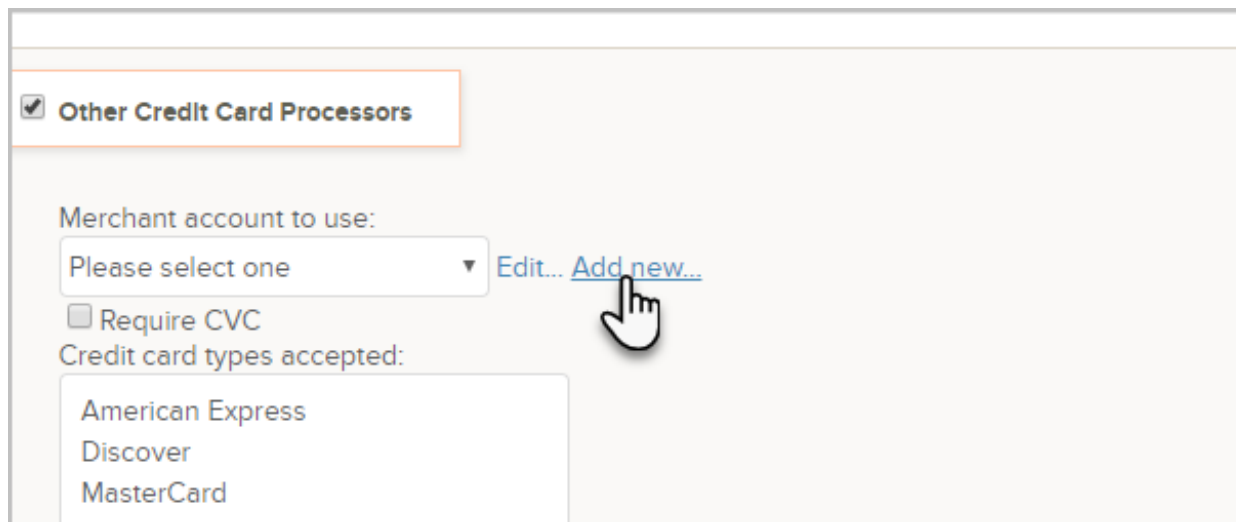 Other Credit Card Processors
Merchant account to use:
Please select one Edit... Add new...
Require CVC
Credit card types accepted:
American Express
Discover
MasterCard